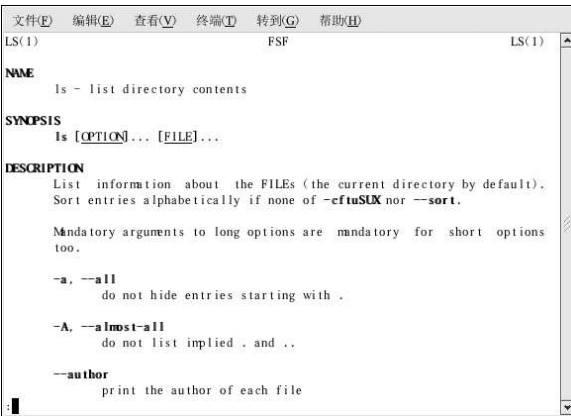 文件(F) 编辑(E) 查看(V) 终端(T) 转到(G) 帮助(H)
LS(1) FSF LS(1)
NAME
ls - list directory contents
SYNOPSIS
ls [OPTION]... [FILE]...
DESCRIPTION
List information about the FILEs (the current directory by default).
Sort entries alphabetically if none of -cftuSUX nor --sort.
Mandatory arguments to long options are mandatory for short options
too.
-a, --all
do not hide entries starting with .
-A, --almost-all
do not list implied . and ..
--author
print the author of each file
: